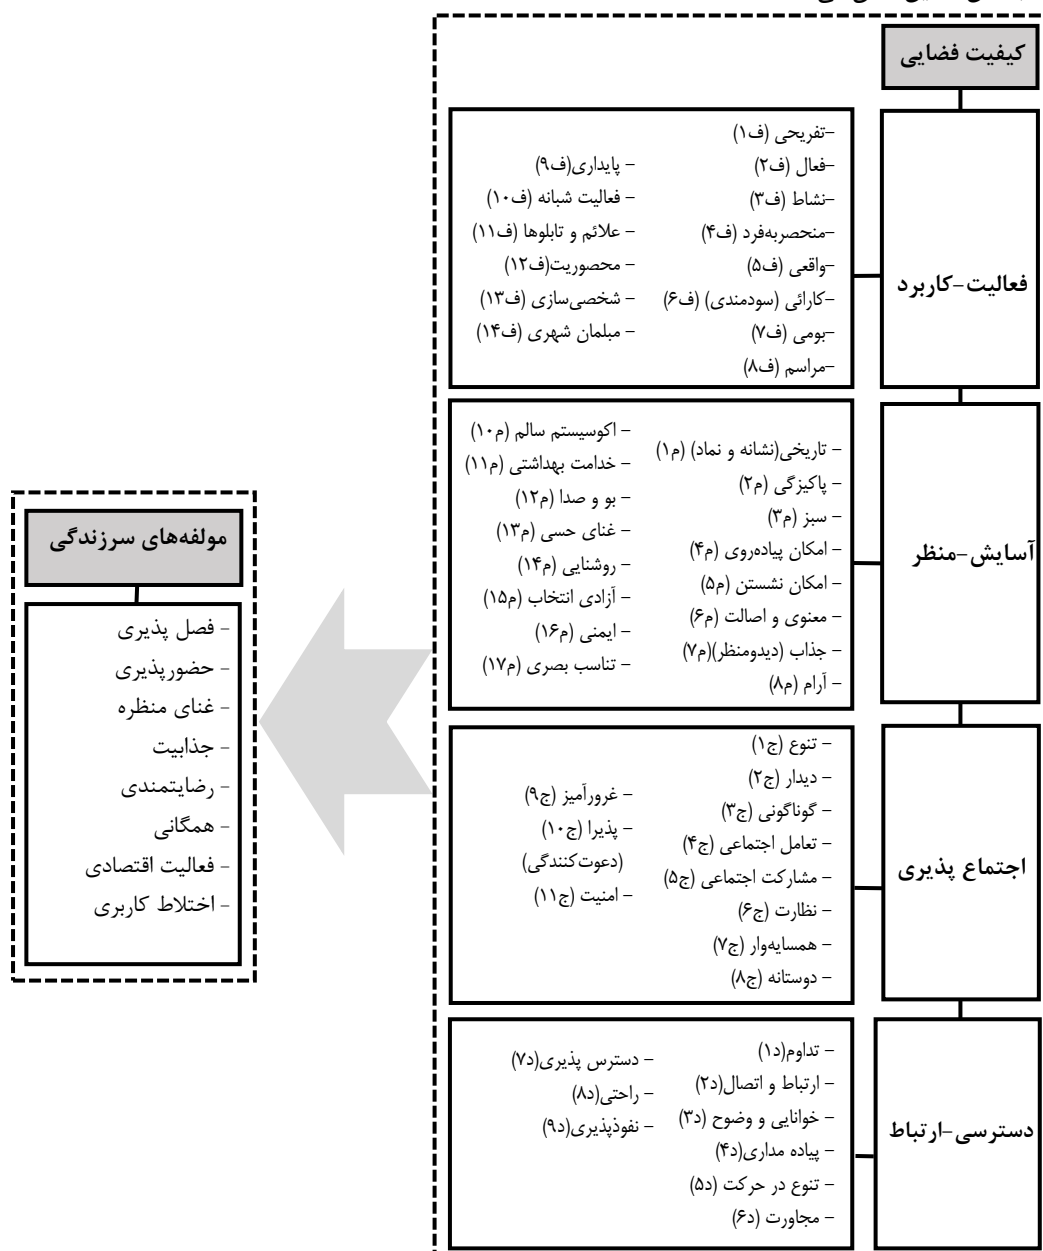 کیفیت فضایی
فعالیت-کاربرد
-تفریحی (ف۱)
-فعال (ف۲)
-نشاط (ف۳)
-منحصربه‌فرد (ف۴)
-واقعی (ف۵)
-کارائی (سودمندی) (ف۶)
-بومی (ف۷)
-مراسم (ف۸)
- پایداری(ف۹)
- فعالیت شبانه (ف۱۰)
- علائم و تابلوها (ف۱۱)
- محصوریت(ف۱۲)
- شخصی‌سازی (ف۱۳)
- مبلمان شهری (ف۱۴)
آسایش-منظر
- تاریخی(نشانه و نماد) (م۱)
- پاکیزگی (م۲)
- سبز (م۳)
- امکان پیاده‌روی (م۴)
- امکان نشستن (م۵)
- معنوی و اصالت (م۶)
- جذاب (دیدومنظر)(م۷)
- آرام (م۸)
- اکوسیستم سالم (م۱۰)
- خدامت بهداشتی (م۱۱)
- بو و صدا (م۱۲)
- غنای حسی (م۱۳)
- روشنایی (م۱۴)
- آزادی انتخاب (م۱۵)
- ایمنی (م۱۶)
- تناسب بصری (م۱۷)
اجتماع پذیری
- تنوع (ج۱)
- دیدار (ج۲)
- گوناگونی (ج۳)
- تعامل اجتماعی (ج۴)
- مشارکت اجتماعی (ج۵)
- نظارت (ج۶)
- همسایه‌وار (ج۷)
- دوستانه (ج۸)
- غرورآمیز (ج۹)
- پذیرا (ج۱۰)
(دعوت‌کنندگی)
- امنیت (ج۱۱)
دسترسی-ارتباط
- تداوم(د۱)
- ارتباط و اتصال(د۲)
- خوانایی و وضوح (د۳)
- پیاده مداری(د۴)
- تنوع در حرکت (د۵)
- مجاورت (د۶)
- دسترس پذیری(د۷)
- راحتی(د۸)
- نفوذپذیری(د۹)
مولفه‌های سرزندگی
- فصل پذیری
- حضورپذیری
- غنای منظره
- جذابیت
- رضایتمندی
- همگانی
- فعالیت اقتصادی
- اختلاط کاربری